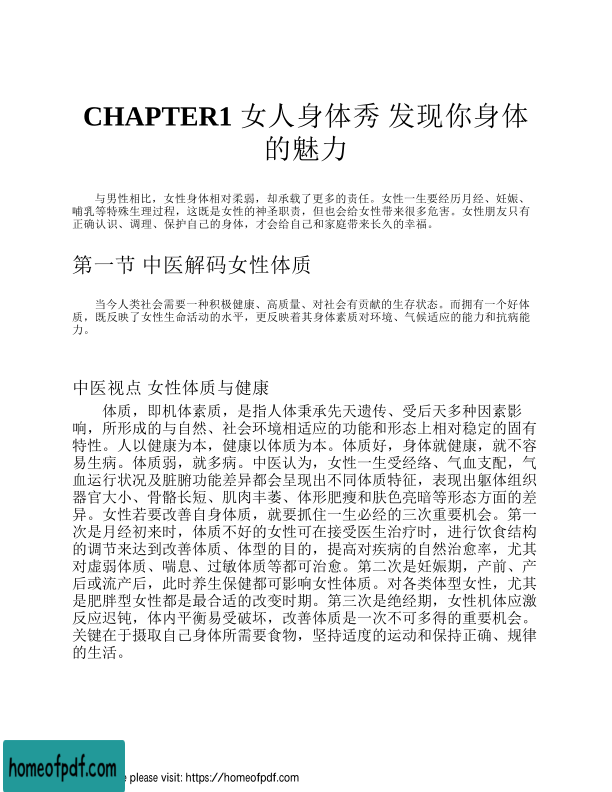 CHAPTER1 女人身体秀 发现你身体
的魅力
与男性相比，女性身体相对柔弱，却承载了更多的责任。女性一生要经历月经、妊娠、
哺乳等特殊生理过程，这既是女性的神圣职责，但也会给女性带来很多危害。女性朋友只有
正确认识、调理、保护自己的身体，才会给自己和家庭带来长久的幸福。
第一节 中医解码女性体质
当今人类社会需要一种积极健康、高质量、对社会有贡献的生存状态。而拥有一个好体
质，既反映了女性生命活动的水平，更反映着其身体素质对环境、气候适应的能力和抗病能
力。
中医视点 女性体质与健康
体质，即机体素质，是指人体秉承先天遗传、受后天多种因素影
响，所形成的与自然、社会环境相适应的功能和形态上相对稳定的固有
特性。人以健康为本，健康以体质为本。体质好，身体就健康，就不容
易生病。体质弱，就多病。中医认为，女性一生受经络、气血支配，气
血运行状况及脏腑功能差异都会呈现出不同体质特征，表现出躯体组织
器官大小、骨骼长短、肌肉丰萎、体形肥瘦和肤色亮暗等形态方面的差
异。女性若要改善自身体质，就要抓住一生必经的三次重要机会。第一
次是月经初来时，体质不好的女性可在接受医生治疗时，进行饮食结构
的调节来达到改善体质、体型的目的，提高对疾病的自然治愈率，尤其
对虚弱体质、喘息、过敏体质等都可治愈。第二次是妊娠期，产前、产
后或流产后，此时养生保健都可影响女性体质。对各类体型女性，尤其
是肥胖型女性都是最合适的改变时期。第三次是绝经期，女性机体应激
反应迟钝，体内平衡易受破坏，改善体质是一次不可多得的重要机会。
关键在于摄取自己身体所需要食物，坚持适度的运动和保持正确、规律
的生活。
homeofpdf.com
e please visit: https://homeofpdf.com